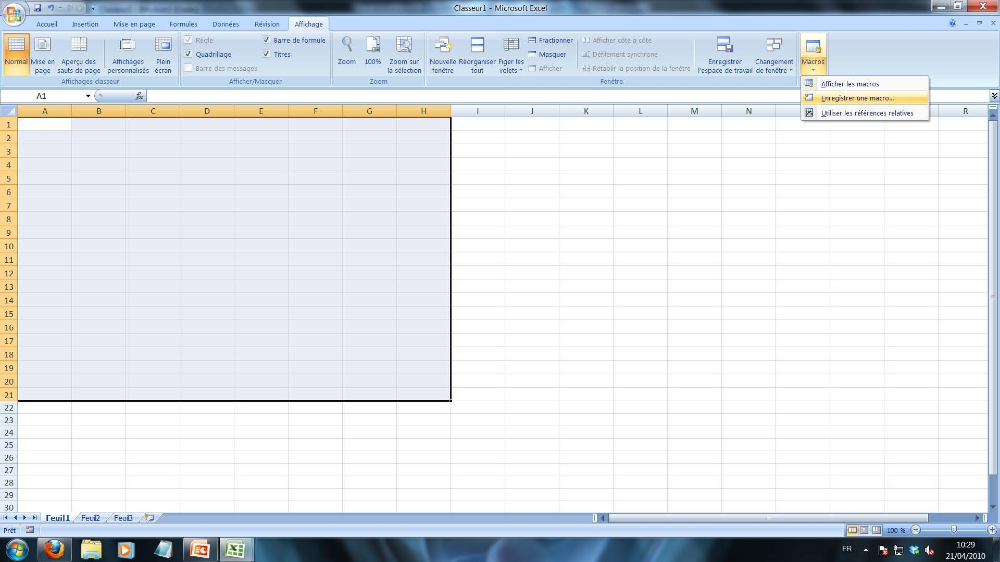 Classeur1 - Microsoft Excel
Accueil Insertion Mise en page Formules Données Révision Affichage
Normal Mise en page Aperçu des sauts de page Affichages personnalisés Plein écran
Affichages classeur
Règle Barre de formule
Quadrillage Titres
Barre des messages
Afficher/Masquer
Zoom 100% Zoom sur la sélection
Zoom
Nouvelle fenêtre Réorganiser tout Figer les volets
Fractionner
Masquer
Afficher
Afficher côte à côte
Défilement synchrone
Rétablir la position de la fenêtre
Enregistrer l'espace de travail Changement de fenêtre
Fenêtre
Macros
Afficher les macros
Enregistrer une macro...
Utiliser les références relatives
A1 fx
A B C D E F G H I J K L M N R
1
2
3
4
5
6
7
8
9
10
11
12
13
14
15
16
17
18
19
20
21
22
23
24
25
26
27
28
29
30
Feuil1 Feuil2 Feuil3
Prêt 100 %
FR 10:29
21/04/2010